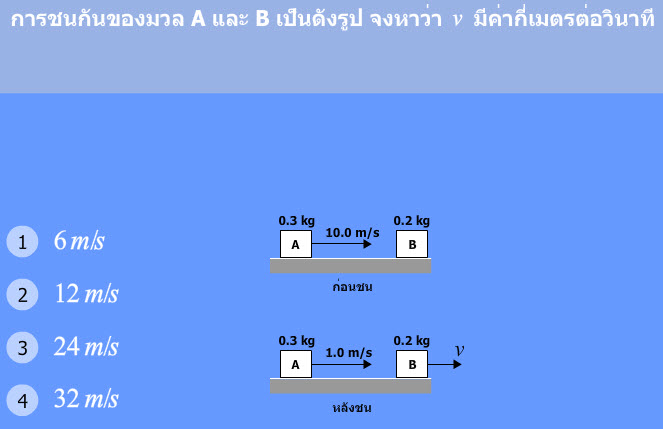 การชนกันของมวล A และ B เป็นดังรูป จงหาว่า v มีค่ากี่เมตรต่อวินาที
0.3 kg 0.2 kg
10.0 m/s
A B
ก่อนชน
1 6 m/s
2 12 m/s
3 24 m/s
4 32 m/s
0.3 kg 0.2 kg
1.0 m/s v
A B
หลังชน